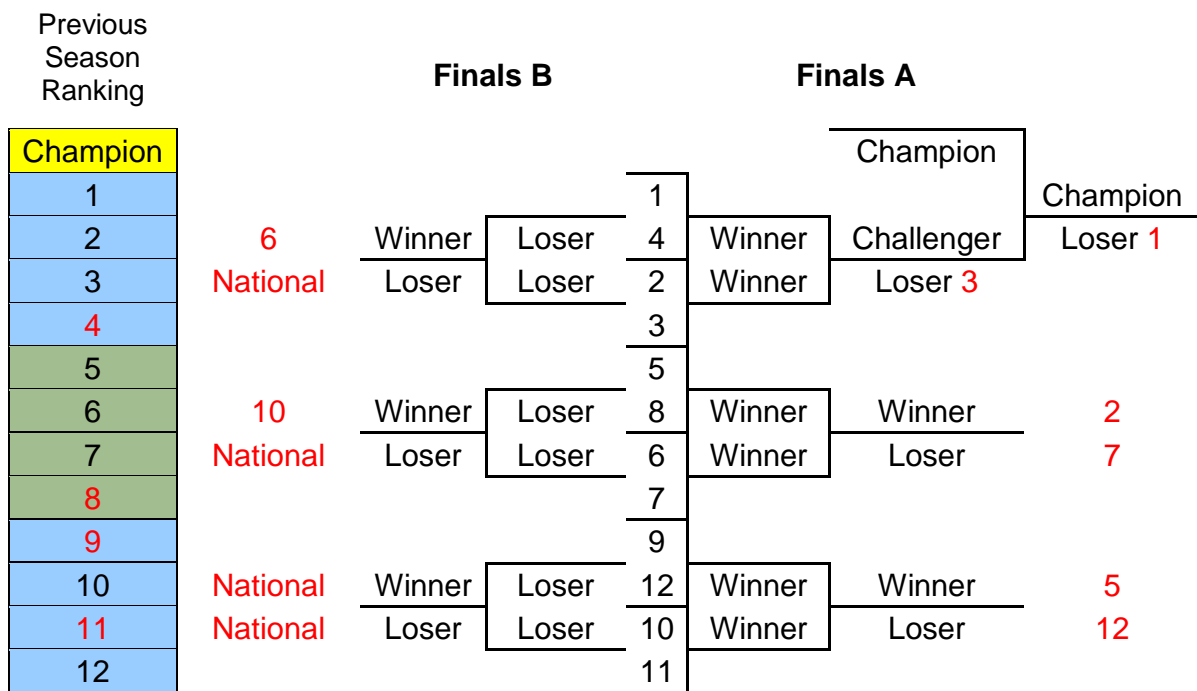 Previous
Season
Ranking
Finals B Finals A
Champion Champion
1 1 Champion
2 6 Winner Loser 4 Winner Challenger Loser 1
3 National Loser Loser 2 Winner Loser 3
4 3
5 5
6 10 Winner Loser 8 Winner Winner 2
7 National Loser Loser 6 Winner Loser 7
8 7
9 9
10 National Winner Loser 12 Winner Winner 5
11 National Loser Loser 10 Winner Loser 12
12 11